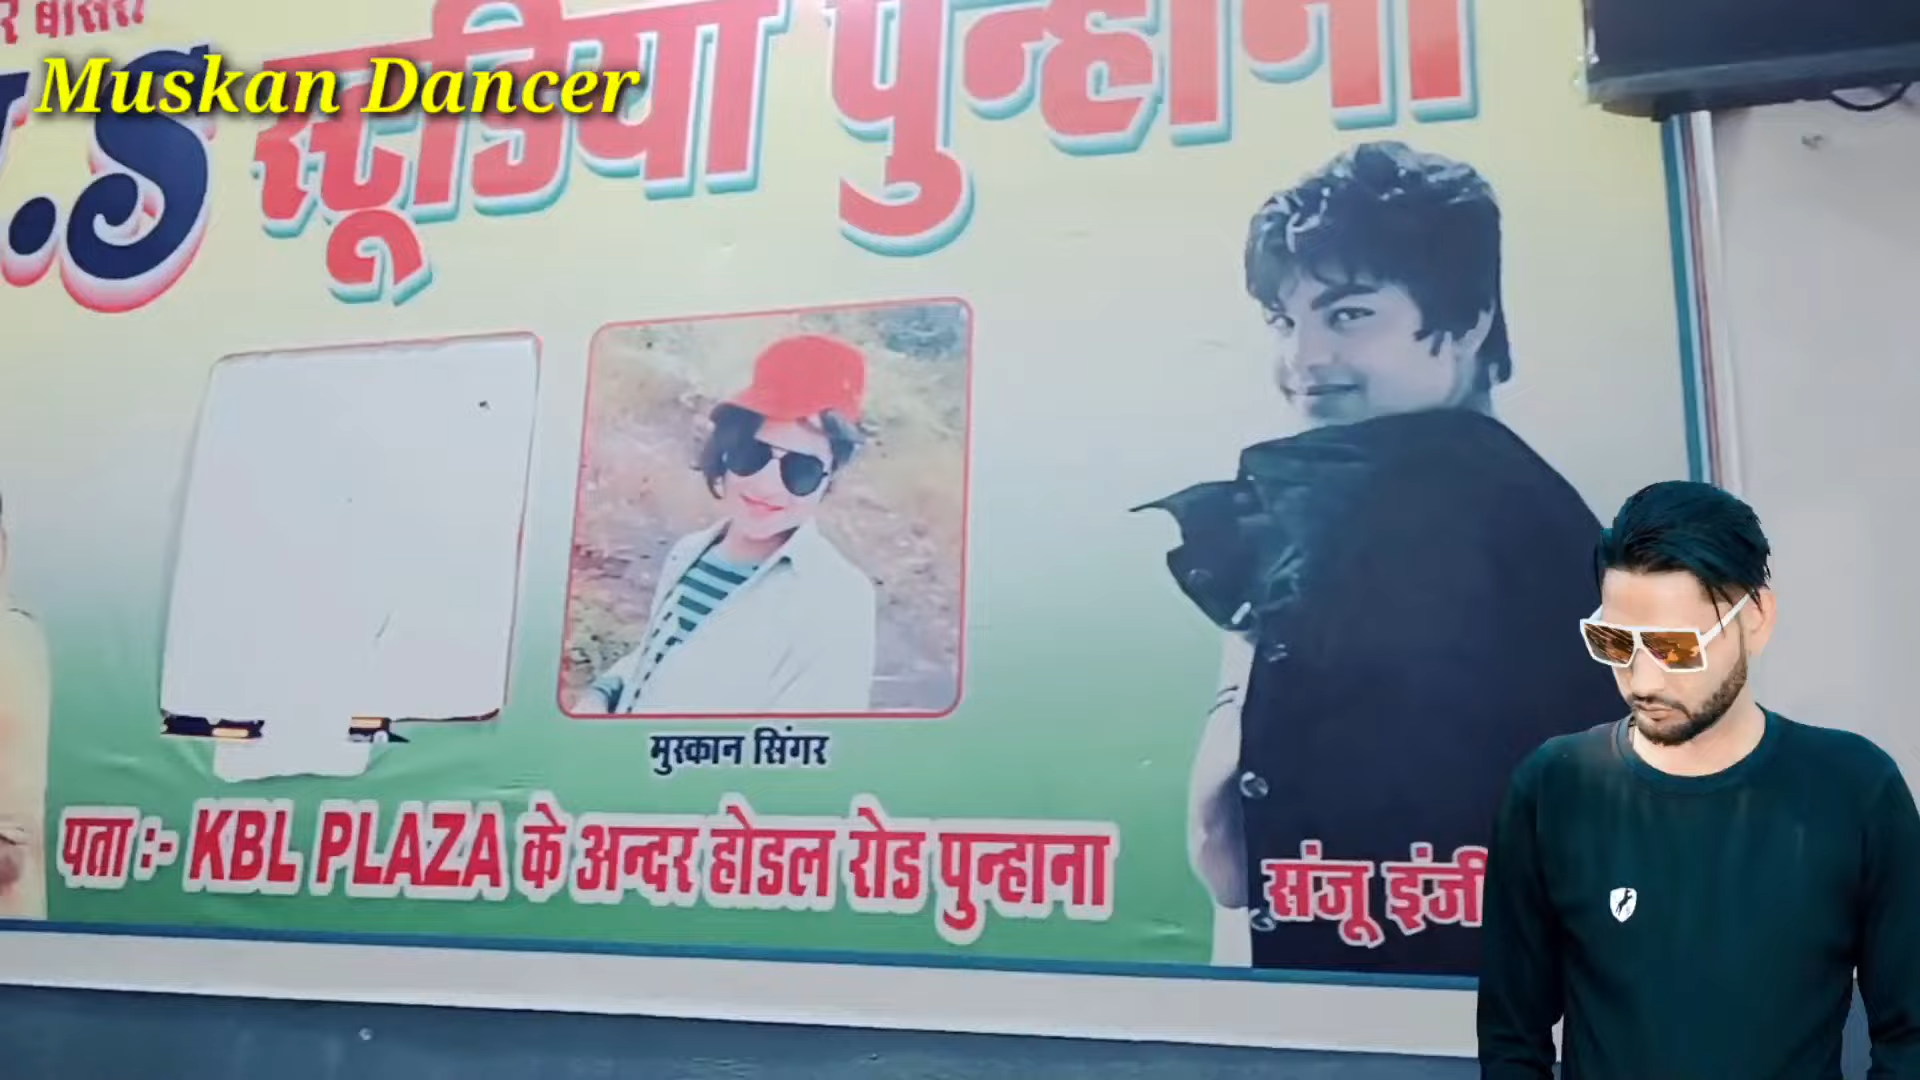 Muskan Dancer
.S स्टूडियो पुन्हाना
मुस्कान सिंगर
पता :- KBL PLAZA के अन्दर होडल रोड पुन्हाना
संजू इंजी